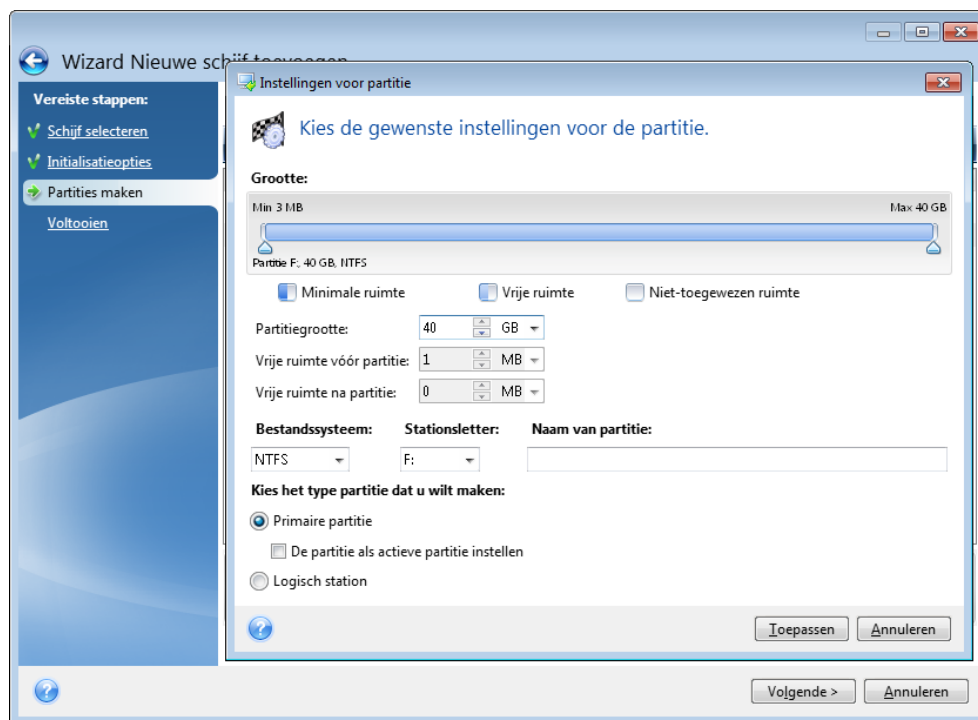 Wizard Nieuwe schijf toevoegen
Vereiste stappen:
Schijf selecteren
Initialisatieopties
Partities maken
Voltooien
Instellingen voor partitie
Kies de gewenste instellingen voor de partitie.
Grootte:
Min 3 MB Max 40 GB
Partitie F:, 40 GB, NTFS
Minimale ruimte Vrije ruimte Niet-toegewezen ruimte
Partitiegrootte: 40 GB
Vrije ruimte vóór partitie: 1 MB
Vrije ruimte na partitie: 0 MB
Bestandssysteem: Stationsletter: Naam van partitie:
NTFS F:
Kies het type partitie dat u wilt maken:
Primaire partitie
De partitie als actieve partitie instellen
Logisch station
Toepassen Annuleren
Volgende > Annuleren